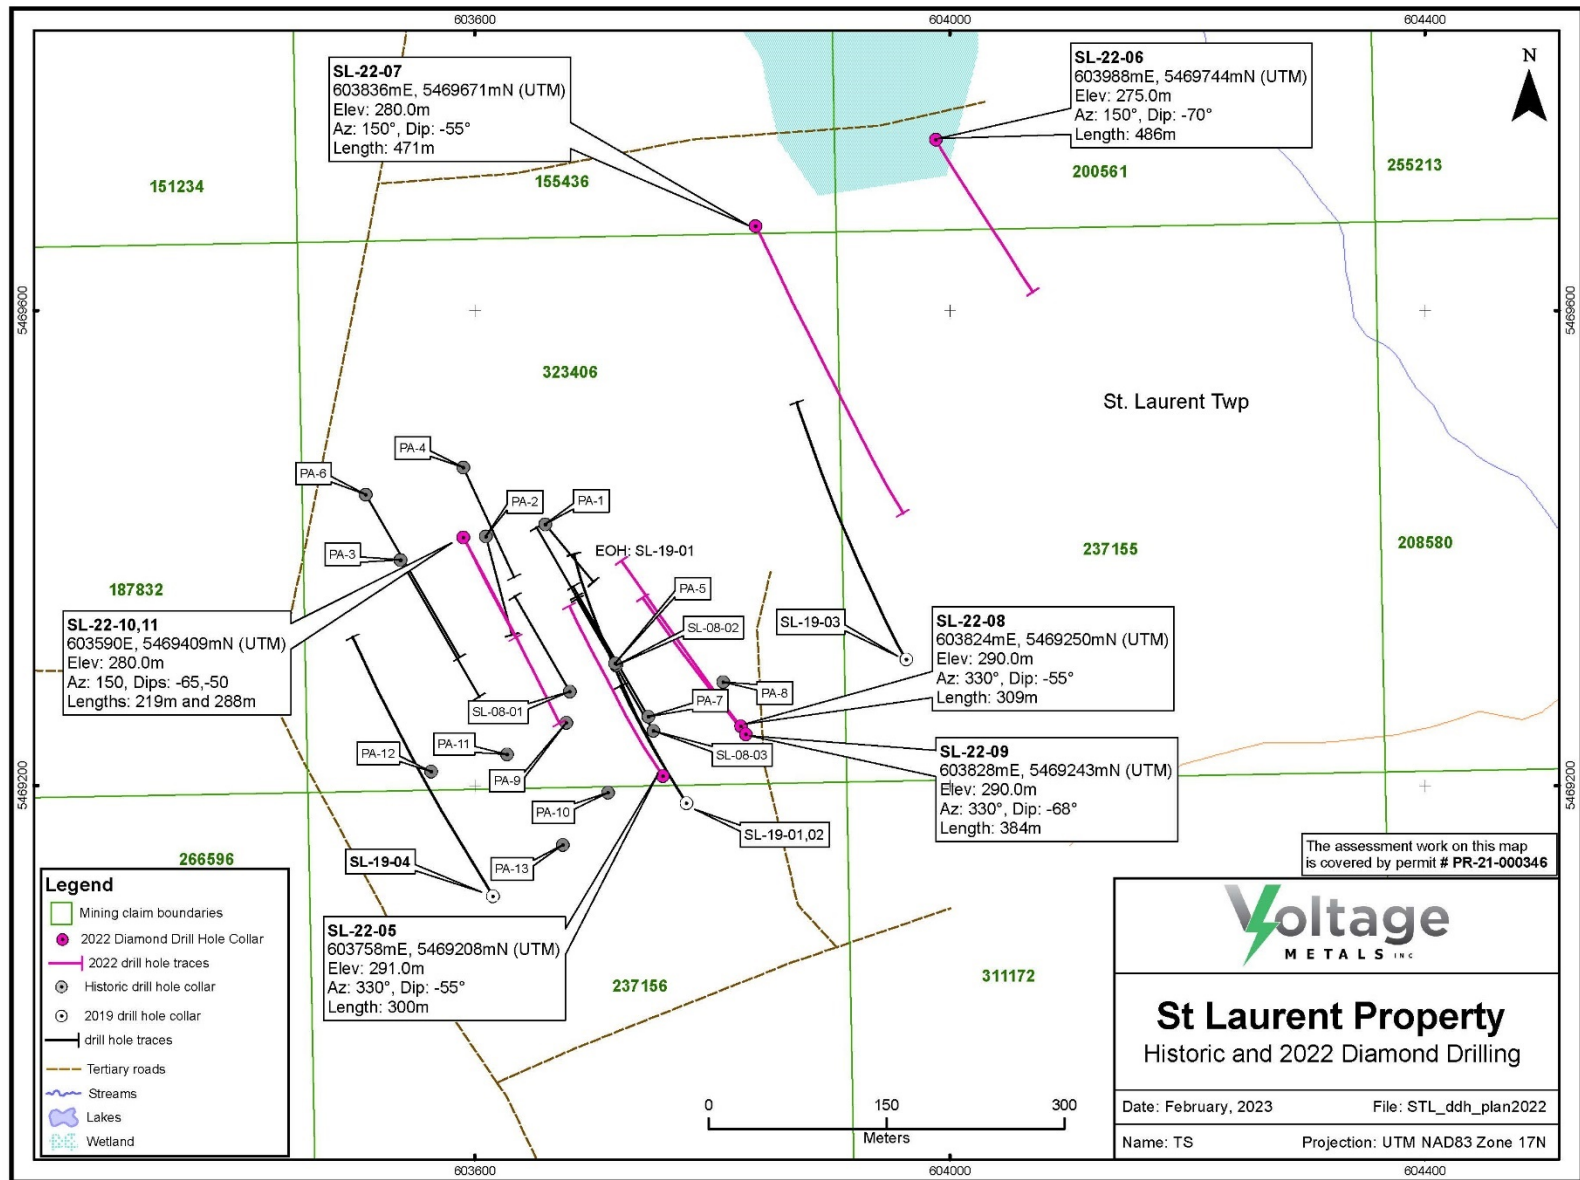 603600
604000
604400
SL-22-07
603836mE, 5469671mN (UTM)
Elev: 280.0m
Az: 150°, Dip: -55°
Length: 471m
SL-22-06
603988mE, 5469744mN (UTM)
Elev: 275.0m
Az: 150°, Dip: -70°
Length: 486m
N
151234
155436
200561
255213
5469600
5469600
323406
St. Laurent Twp
PA-4
PA-6
PA-2
PA-1
PA-3
EOH: SL-19-01
237155
208580
187832
PA-5
SL-08-02
SL-19-03
SL-22-10,11
603590E, 5469409mN (UTM)
Elev: 280.0m
Az: 150, Dips: -65,-50
Lengths: 219m and 288m
SL-22-08
603824mE, 5469250mN (UTM)
Elev: 290.0m
Az: 330°, Dip: -55°
Length: 309m
PA-8
PA-7
SL-08-01
PA-11
PA-12
PA-9
SL-08-03
SL-22-09
603828mE, 5469243mN (UTM)
Elev: 290.0m
Az: 330°, Dip: -68°
Length: 384m
5469200
5469200
PA-10
SL-19-01,02
PA-13
SL-19-04
266596
The assessment work on this map
is covered by permit # PR-21-000346
SL-22-05
603758mE, 5469208mN (UTM)
Elev: 291.0m
Az: 330°, Dip: -55°
Length: 300m
237156
311172
Legend
Mining claim boundaries
2022 Diamond Drill Hole Collar
2022 drill hole traces
Historic drill hole collar
2019 drill hole collar
drill hole traces
Tertiary roads
Streams
Lakes
Wetland
0 150 300
Meters
Voltage
METALS INC
St Laurent Property
Historic and 2022 Diamond Drilling
Date: February, 2023 File: STL_ddh_plan2022
Name: TS Projection: UTM NAD83 Zone 17N
603600
604000
604400